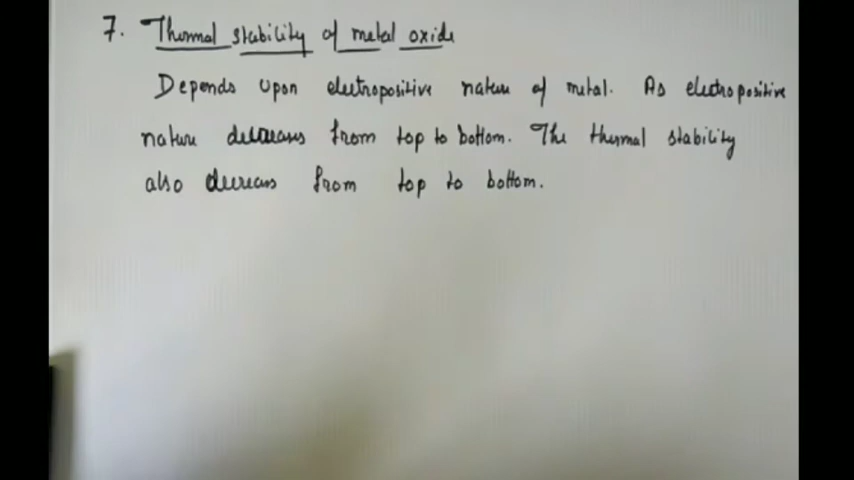 7. Thermal stability of metal oxide
Depends upon electropositive nature of metal. As electropositive
nature decreases from top to bottom. The thermal stability
also decreases from top to bottom.